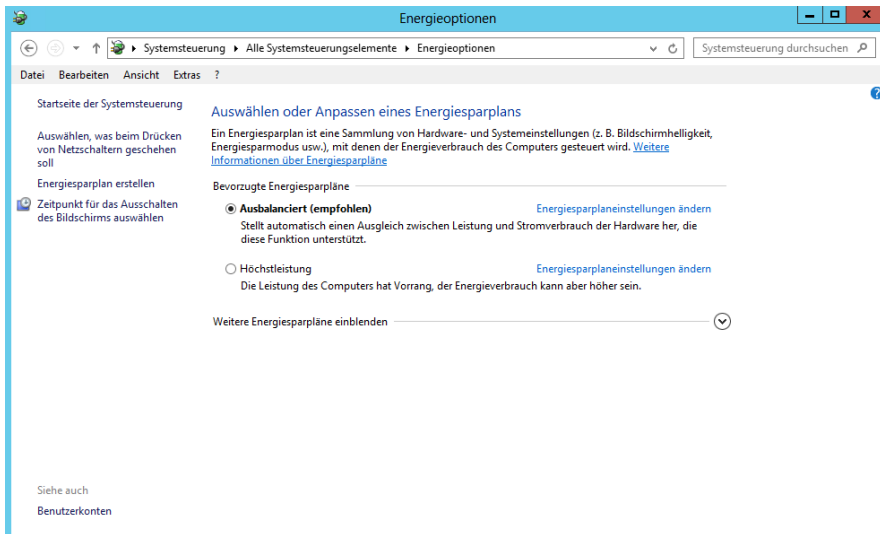 Energieoptionen
Systemsteuerung ▸ Alle Systemsteuerungselemente ▸ Energieoptionen
Systemsteuerung durchsuchen
Datei Bearbeiten Ansicht Extras ?
Startseite der Systemsteuerung
Auswählen, was beim Drücken
von Netzschaltern geschehen
soll
Energiesparplan erstellen
Zeitpunkt für das Ausschalten
des Bildschirms auswählen
Auswählen oder Anpassen eines Energiesparplans
Ein Energiesparplan ist eine Sammlung von Hardware- und Systemeinstellungen (z. B. Bildschirmhelligkeit,
Energiesparmodus usw.), mit denen der Energieverbrauch des Computers gesteuert wird. Weitere
Informationen über Energiesparpläne
Bevorzugte Energiesparpläne
Ausbalanciert (empfohlen) Energiesparplaneinstellungen ändern
Stellt automatisch einen Ausgleich zwischen Leistung und Stromverbrauch der Hardware her, die
diese Funktion unterstützt.
Höchstleistung Energiesparplaneinstellungen ändern
Die Leistung des Computers hat Vorrang, der Energieverbrauch kann aber höher sein.
Weitere Energiesparpläne einblenden
Siehe auch
Benutzerkonten